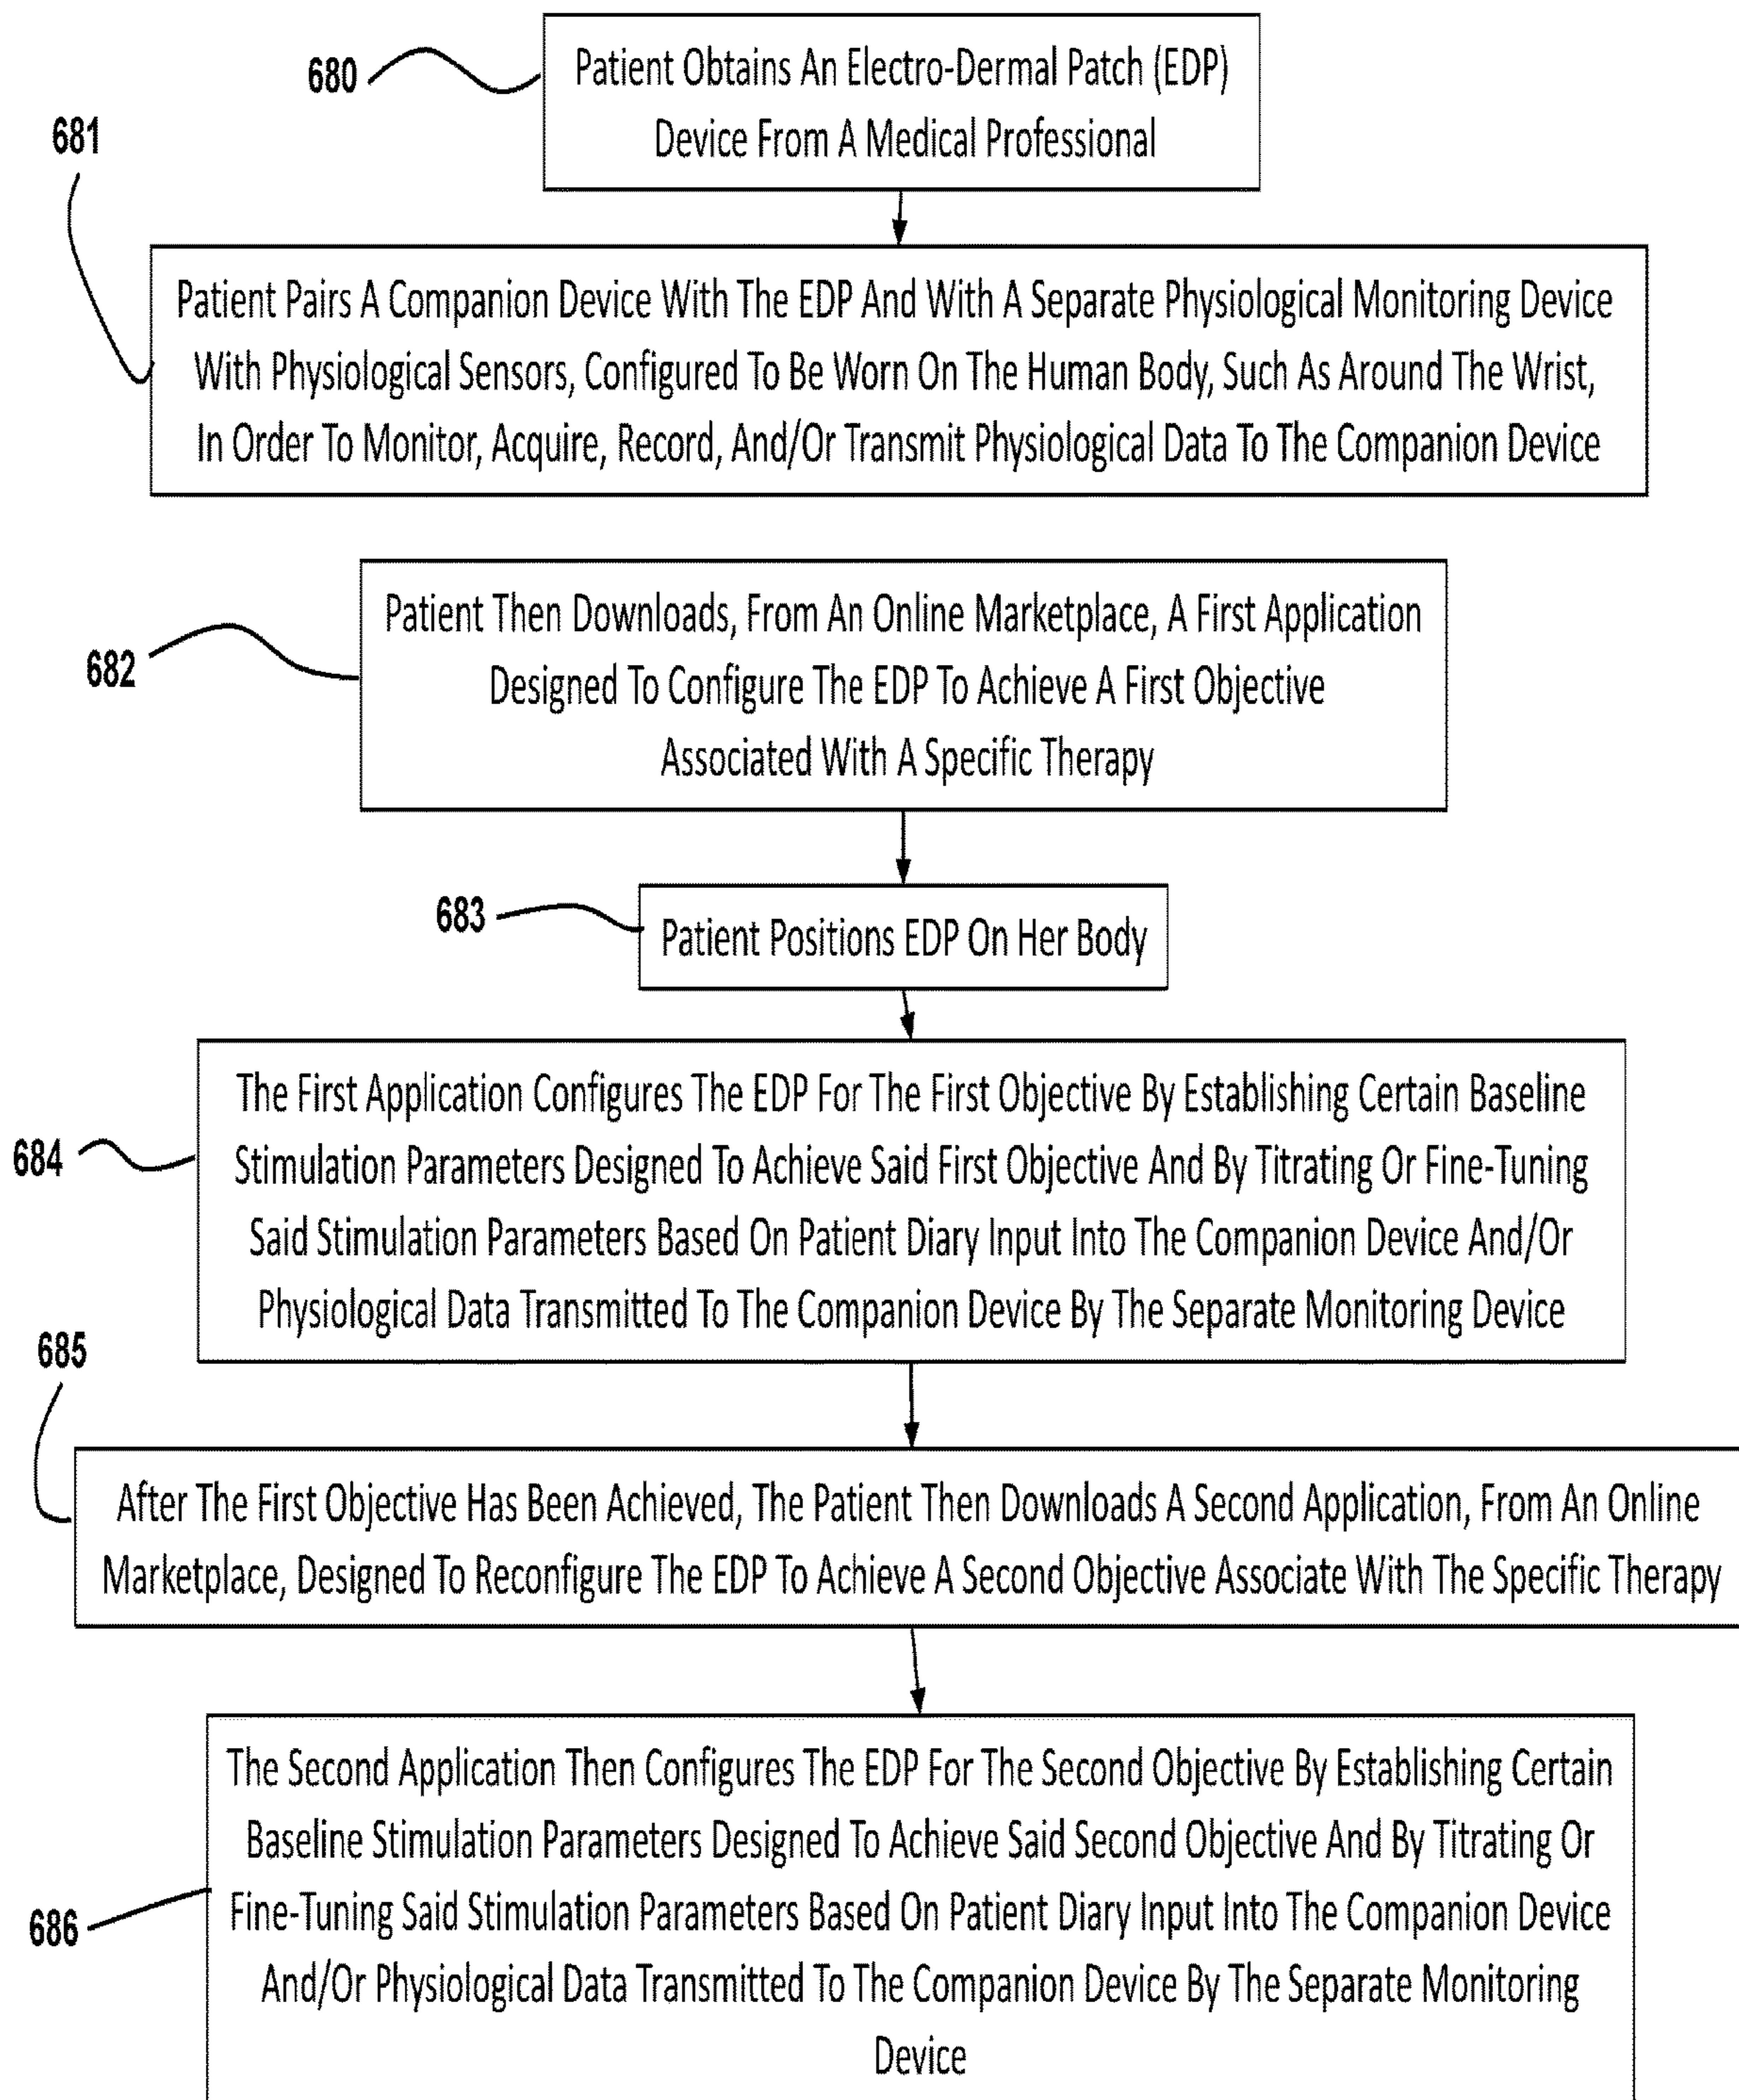 680
Patient Obtains An Electro-Dermal Patch (EDP)
Device From A Medical Professional
681
Patient Pairs A Companion Device With The EDP And With A Separate Physiological Monitoring Device
With Physiological Sensors, Configured To Be Worn On The Human Body, Such As Around The Wrist,
In Order To Monitor, Acquire, Record, And/Or Transmit Physiological Data To The Companion Device
682
Patient Then Downloads, From An Online Marketplace, A First Application
Designed To Configure The EDP To Achieve A First Objective
Associated With A Specific Therapy
683
Patient Positions EDP On Her Body
684
The First Application Configures The EDP For The First Objective By Establishing Certain Baseline
Stimulation Parameters Designed To Achieve Said First Objective And By Titrating Or Fine-Tuning
Said Stimulation Parameters Based On Patient Diary Input Into The Companion Device And/Or
Physiological Data Transmitted To The Companion Device By The Separate Monitoring Device
685
After The First Objective Has Been Achieved, The Patient Then Downloads A Second Application, From An Online
Marketplace, Designed To Reconfigure The EDP To Achieve A Second Objective Associate With The Specific Therapy
686
The Second Application Then Configures The EDP For The Second Objective By Establishing Certain
Baseline Stimulation Parameters Designed To Achieve Said Second Objective And By Titrating Or
Fine-Tuning Said Stimulation Parameters Based On Patient Diary Input Into The Companion Device
And/Or Physiological Data Transmitted To The Companion Device By The Separate Monitoring
Device